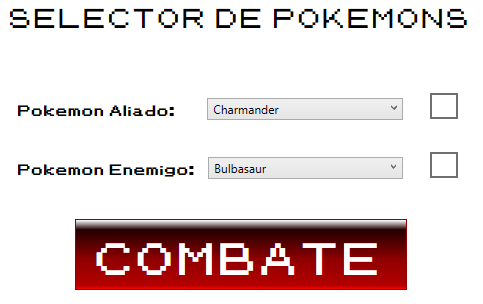 SELECTOR DE POKEMONS
Pokemon Aliado: Charmander
Pokemon Enemigo: Bulbasaur
COMBATE